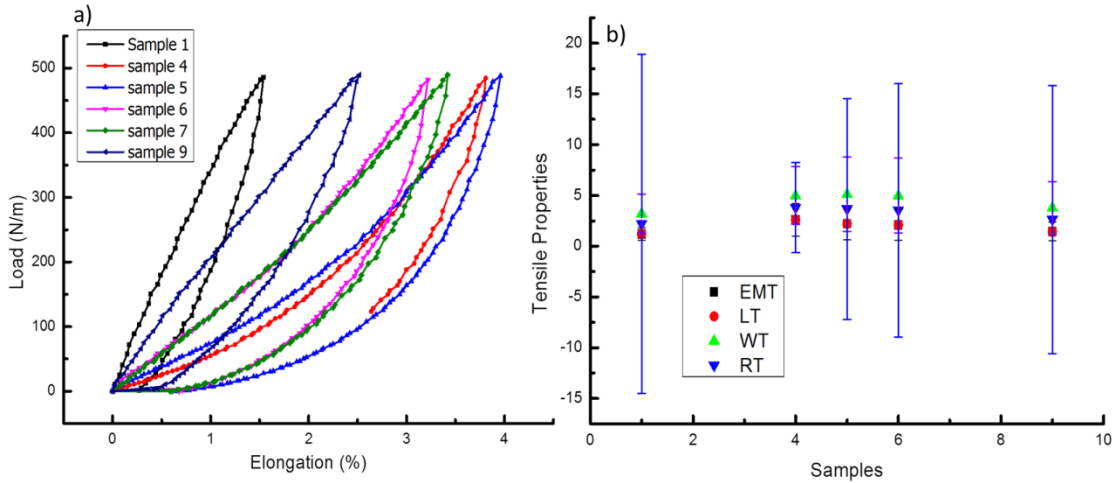 a)
Sample 1
sample 4
sample 5
sample 6
sample 7
sample 9
500
400
300
200
100
0
Load (N/m)
0 1 2 3 4
Elongation (%)
b)
20
15
10
5
0
-5
-10
-15
Tensile Properties
EMT
LT
WT
RT
0 2 4 6 8 10
Samples